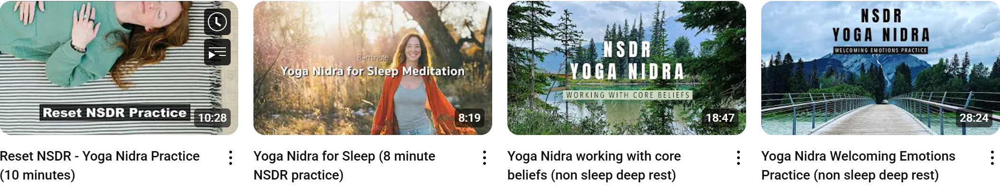 Reset NSDR Practice
10:28
Reset NSDR - Yoga Nidra Practice
(10 minutes)
8-minute
Yoga Nidra for Sleep Meditation
8:19
Yoga Nidra for Sleep (8 minute
NSDR practice)
NSDR
YOGA NIDRA
WORKING WITH CORE BELIEFS
18:47
Yoga Nidra working with core
beliefs (non sleep deep rest)
NSDR
YOGA NIDRA
WELCOMING EMOTIONS PRACTICE
28:24
Yoga Nidra Welcoming Emotions
Practice (non sleep deep rest)